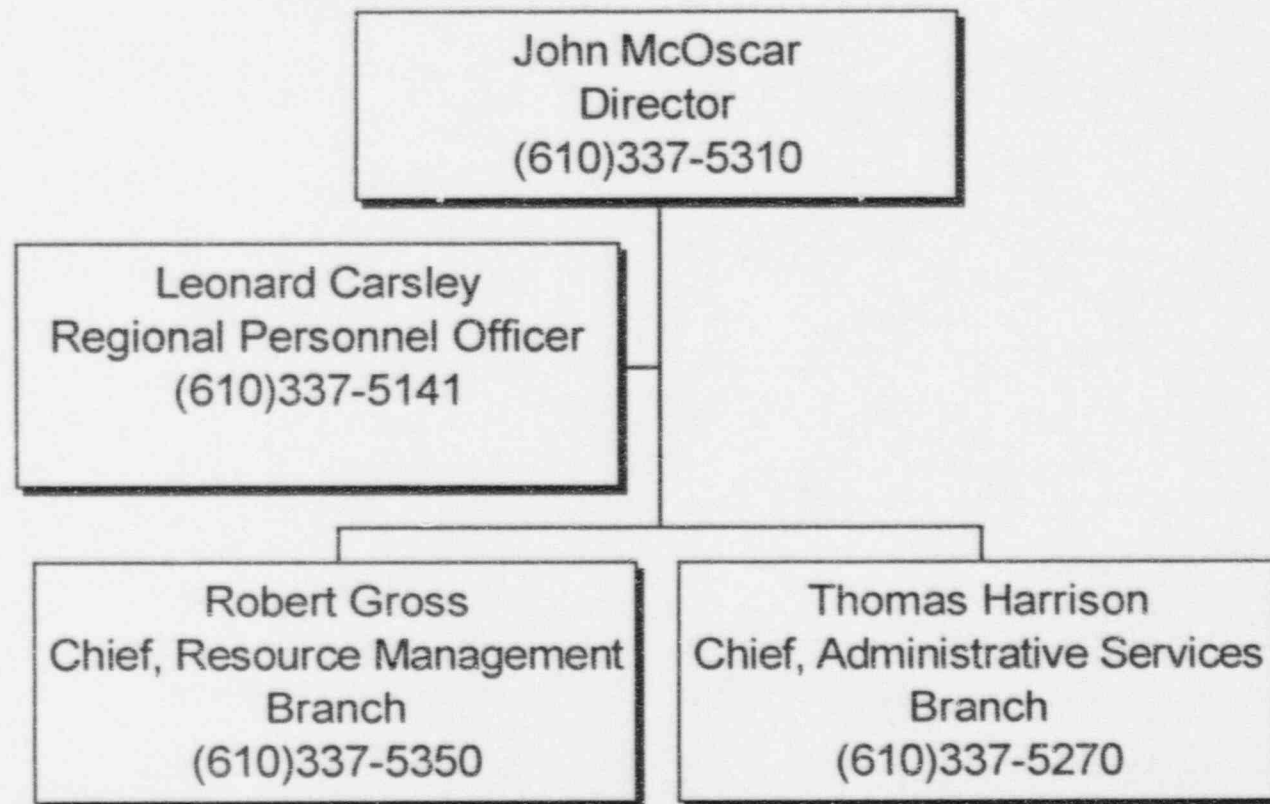 John McOscar
Director
(610)337-5310
Leonard Carsley
Regional Personnel Officer
(610)337-5141
Robert Gross
Chief, Resource Management
Branch
(610)337-5350
Thomas Harrison
Chief, Administrative Services
Branch
(610)337-5270